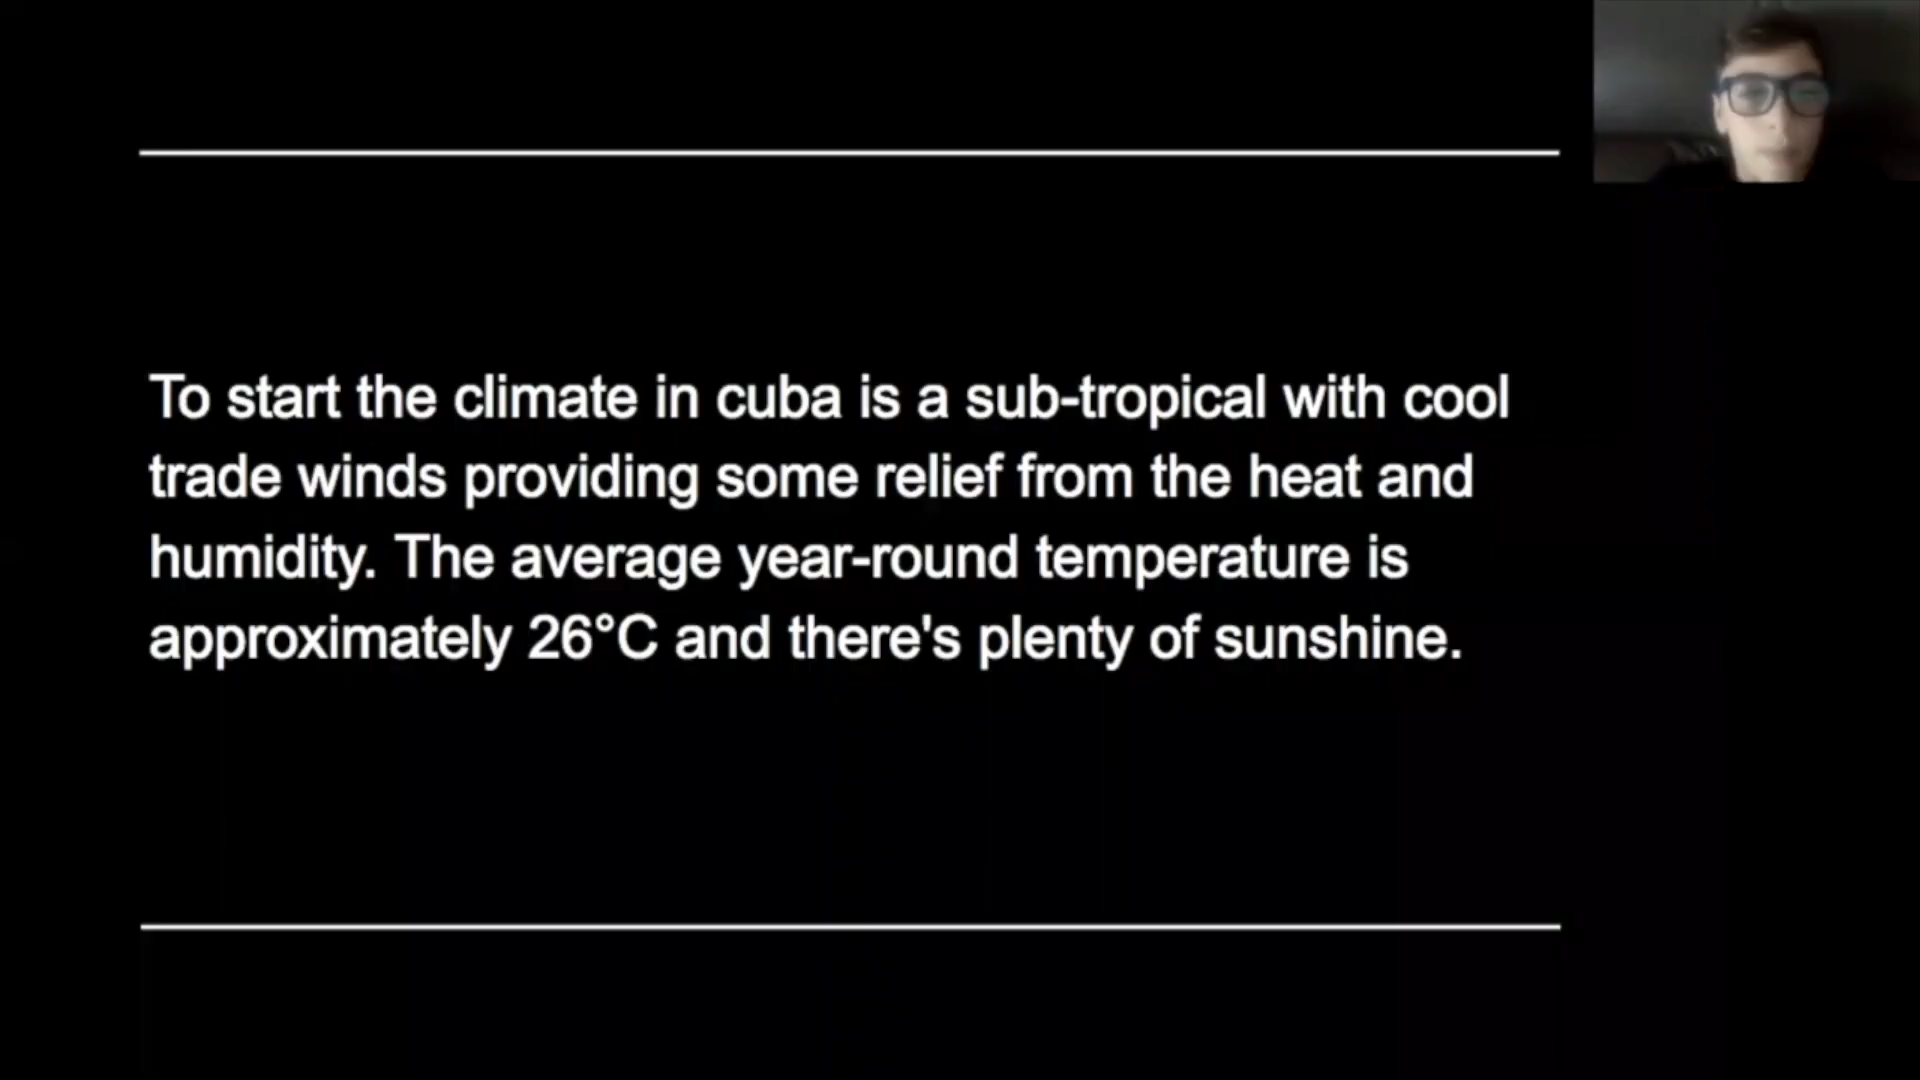 To start the climate in cuba is a sub-tropical with cool
trade winds providing some relief from the heat and
humidity. The average year-round temperature is
approximately 26°C and there's plenty of sunshine.